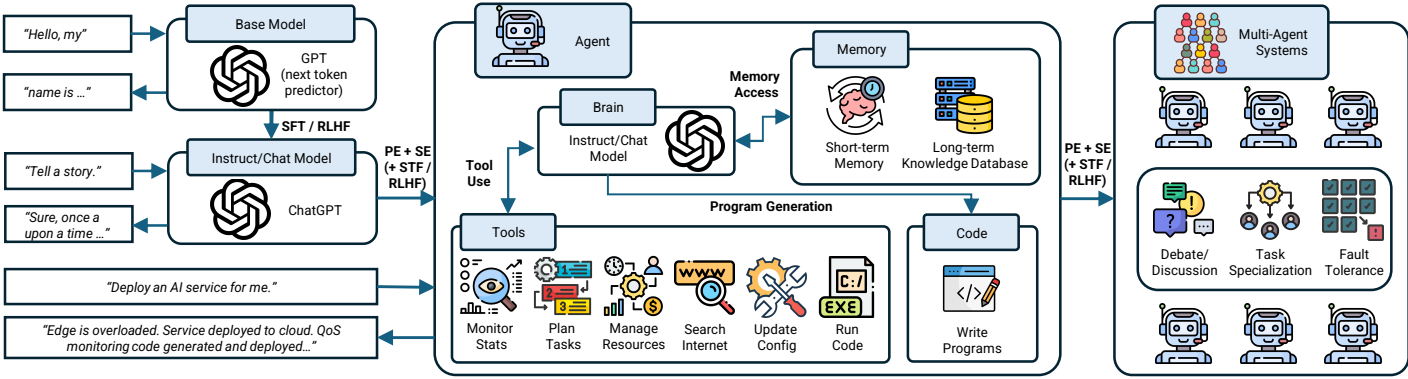 Base Model
"Hello, my"
GPT
(next token
predictor)
"name is ..."
SFT / RLHF
Instruct/Chat Model
"Tell a story."
ChatGPT
"Sure, once a
upon a time ..."
"Deploy an AI service for me."
"Edge is overloaded. Service deployed to cloud. QoS
monitoring code generated and deployed..."
PE + SE
(+ STF /
RLHF)
Agent
Brain
Instruct/Chat
Model
Memory
Access
Memory
Short-term
Memory
Long-term
Knowledge Database
Tool
Use
Program Generation
Tools
Monitor
Stats
1
2
3
Plan
Tasks
$
Manage
Resources
WWW
Search
Internet
Update
Config
C:/
EXE
Run
Code
Code
</>
Write
Programs
PE + SE
(+ STF /
RLHF)
Multi-Agent
Systems
?
!
Debate/
Discussion
Task
Specialization
!
Fault
Tolerance